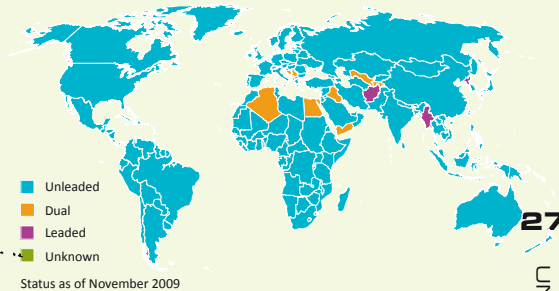 Unleaded
Dual
Leaded
Unknown
27
Status as of November 2009